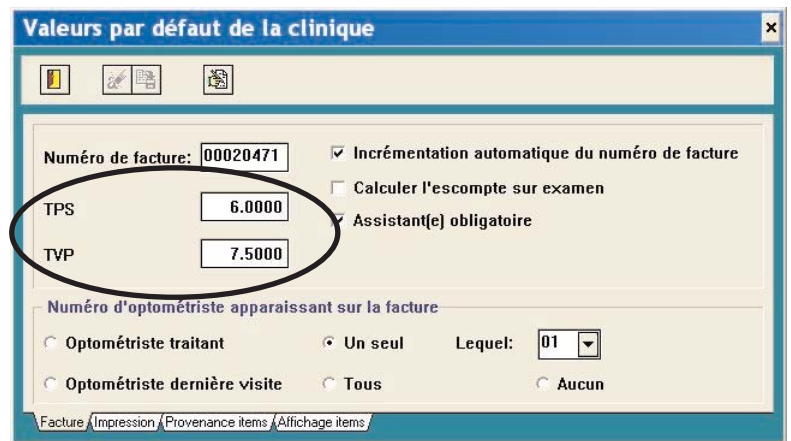 Valeurs par défaut de la clinique
Numéro de facture: 00020471
Incrémentation automatique du numéro de facture
Calculer l'escompte sur examen
TPS 6.0000
Assistant(e) obligatoire
TVP 7.5000
Numéro d'optométriste apparaissant sur la facture
Optométriste traitant Un seul Lequel: 01
Optométriste dernière visite Tous Aucun
Facture Impression Provenance items Affichage items